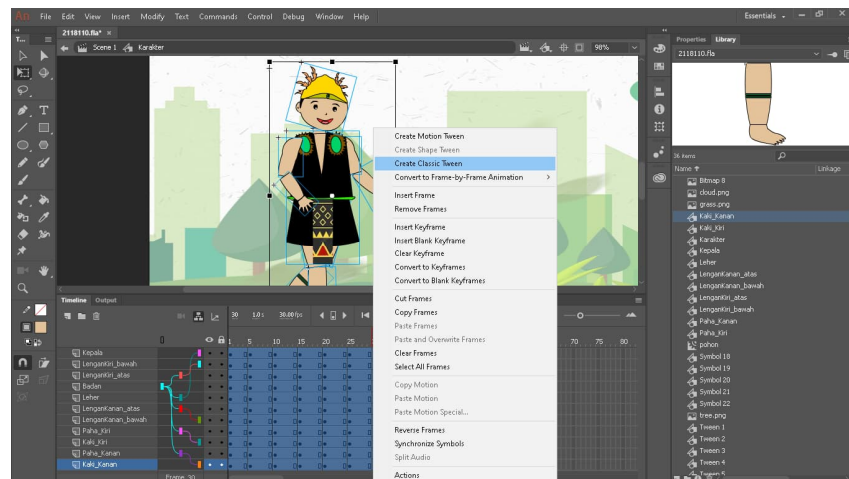 An File Edit View Insert Modify Text Commands Control Debug Window Help Essentials
2118110.fla* ×
T...
Scene 1 Karakter 98%
Properties Library
2118110.fla
36 items
Name Linkage
Bitmap 8
cloud.png
grass.png
Kaki_Kanan
Kaki_Kiri
Karakter
Kepala
Leher
LenganKanan_atas
LenganKanan_bawah
LenganKiri_atas
LenganKiri_bawah
Paha_Kanan
Paha_Kiri
pohon
Symbol 18
Symbol 19
Symbol 20
Symbol 21
Symbol 22
tree.png
Tween 1
Tween 2
Tween 3
Tween 4
Tween 5
Create Motion Tween
Create Shape Tween
Create Classic Tween
Convert to Frame-by-Frame Animation >
Insert Frame
Remove Frames
Insert Keyframe
Insert Blank Keyframe
Clear Keyframe
Convert to Keyframes
Convert to Blank Keyframes
Cut Frames
Copy Frames
Paste Frames
Paste and Overwrite Frames
Clear Frames
Select All Frames
Copy Motion
Paste Motion
Paste Motion Special...
Reverse Frames
Synchronize Symbols
Split Audio
Actions
Timeline Output
30 1.0 s 30.00 fps
1 5 10 15 20 25 70 75 80
Kepala
LenganKiri_bawah
LenganKiri_atas
Badan
Leher
LenganKanan_atas
LenganKanan_bawah
Paha_Kiri
Kaki_Kiri
Paha_Kanan
Kaki_Kanan
Frame 30